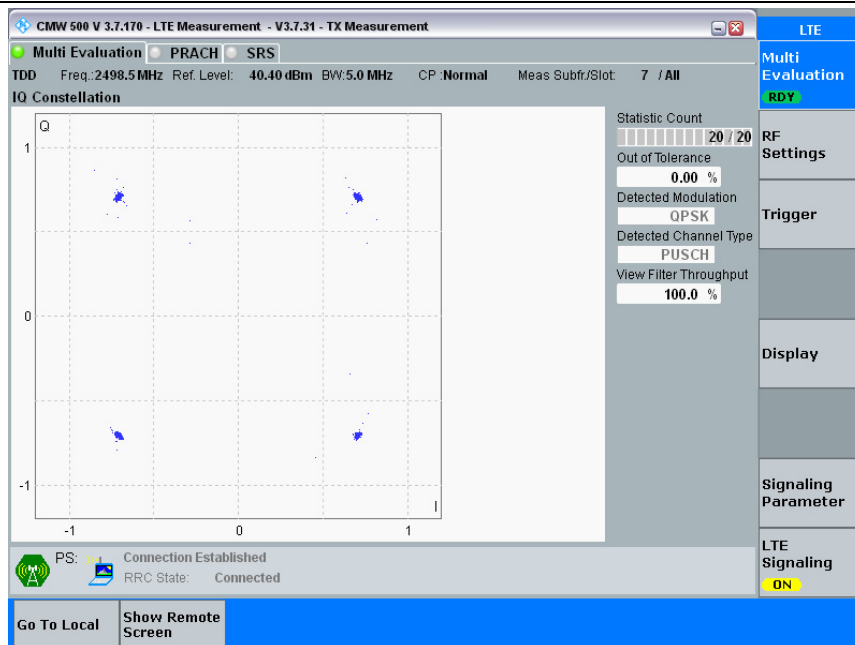 CMW 500 V 3.7.170 - LTE Measurement - V3.7.31 - TX Measurement
Multi Evaluation PRACH SRS
TDD Freq.:2498.5 MHz Ref. Level: 40.40 dBm BW:5.0 MHz CP :Normal Meas Subfr./Slot: 7 / All
IQ Constellation
Q
1
0
-1
-1 0 1
I
Statistic Count
20 / 20
Out of Tolerance
0.00 %
Detected Modulation
QPSK
Detected Channel Type
PUSCH
View Filter Throughput
100.0 %
PS: Connection Established
RRC State: Connected
LTE
Multi
Evaluation
RDY
RF
Settings
Trigger
Display
Signaling
Parameter
LTE
Signaling
ON
Go To Local
Show Remote
Screen